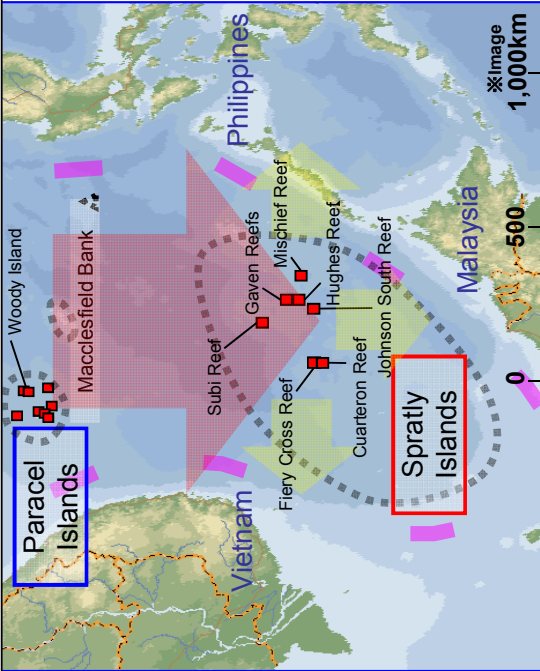 Paracel
Islands
Woody Island
Macclesfield Bank
Philippines
Vietnam
Subi Reef
Gaven Reefs
Mischief Reef
Hughes Reef
Johnson South Reef
Fiery Cross Reef
Cuarteron Reef
Spratly
Islands
Malaysia
0
500
1,000km
※Image